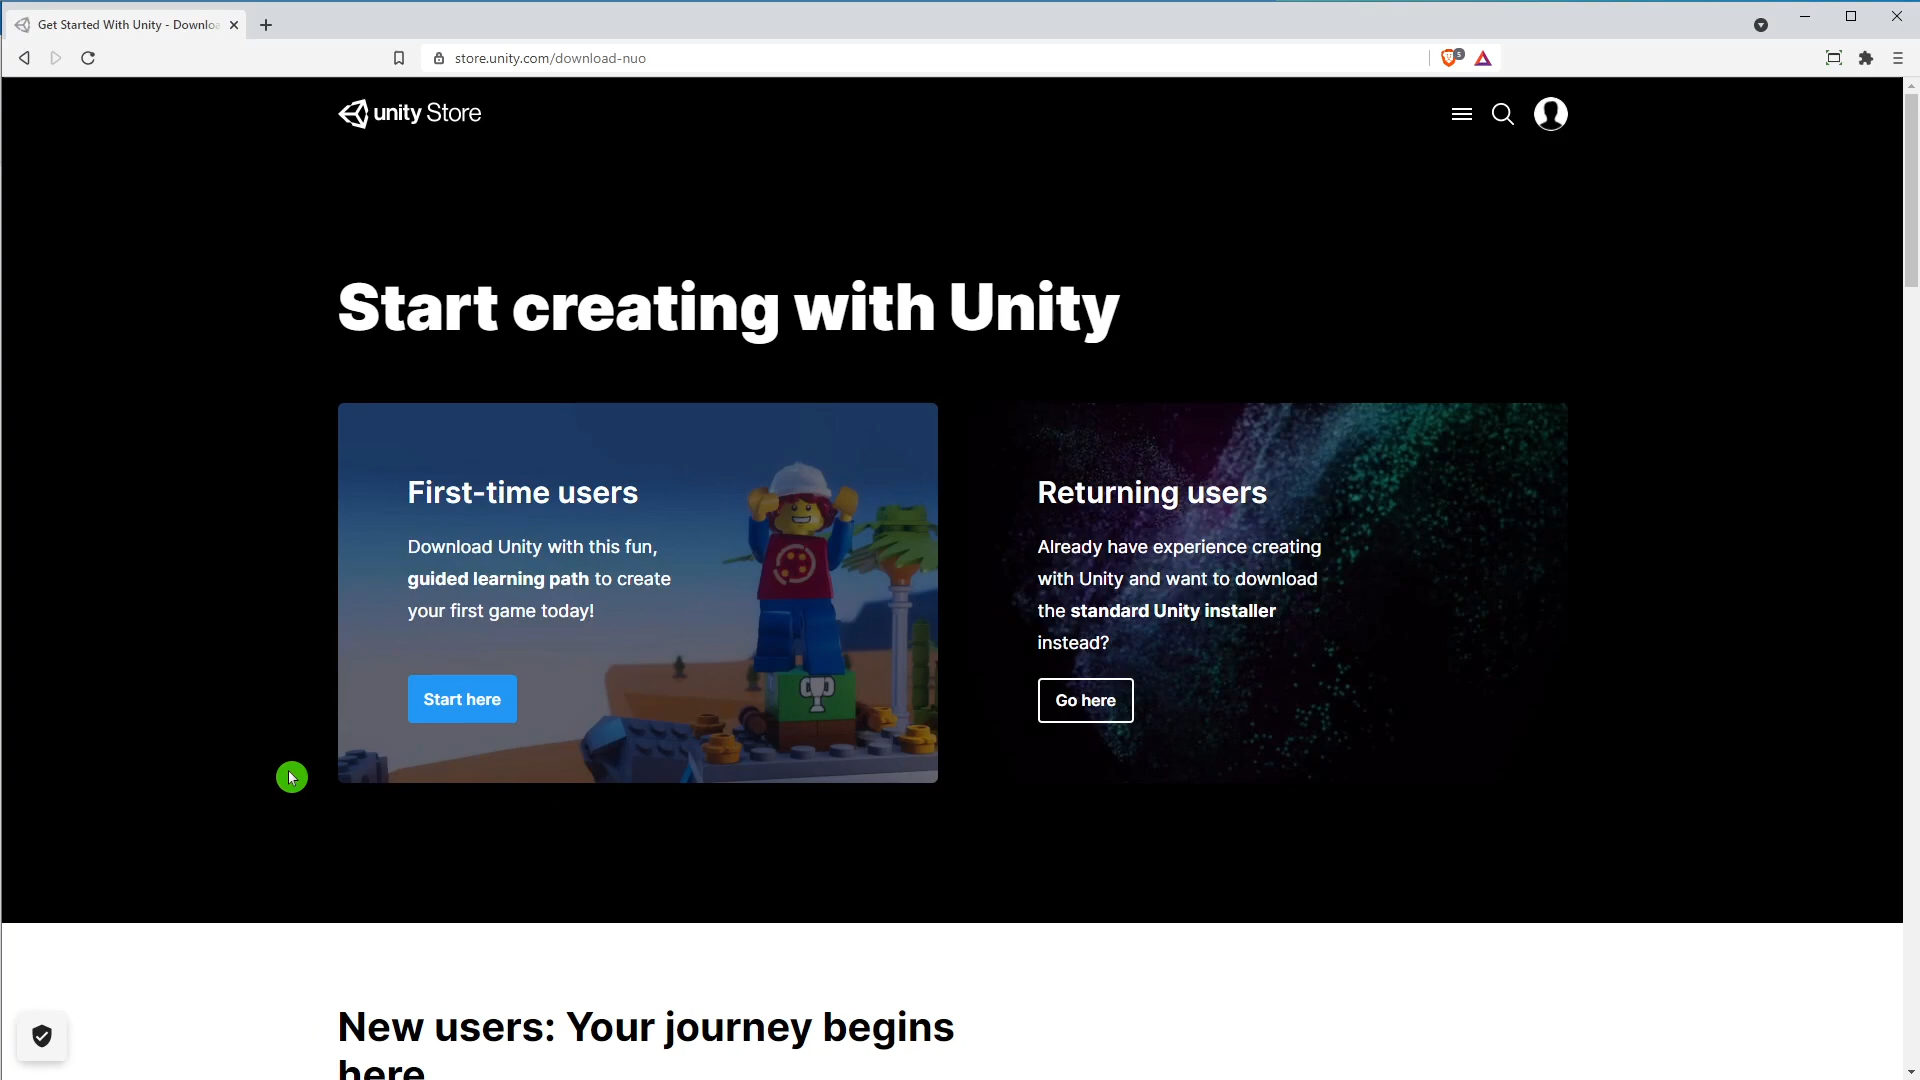 Get Started With Unity - Downloa
store.unity.com/download-nuo
5
unity Store
Start creating with Unity
First-time users
Download Unity with this fun,
guided learning path to create
your first game today!
Start here
Returning users
Already have experience creating
with Unity and want to download
the standard Unity installer
instead?
Go here
New users: Your journey begins
here